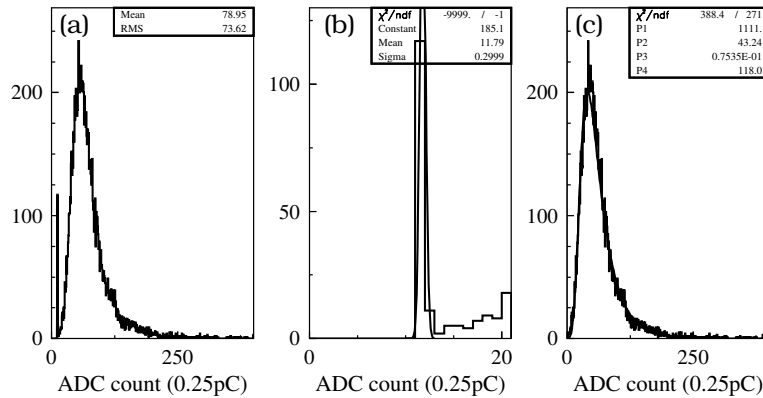 (a)
Mean 78.95
RMS 73.62
200
100
0
0 250
ADC count (0.25pC)
(b)
χ²/ndf -9999. / -1
Constant 185.1
Mean 11.79
Sigma 0.2999
100
50
0
0 10 20
ADC count (0.25pC)
(c)
χ²/ndf 388.4 / 271
P1 1111.
P2 43.24
P3 0.7535E-01
P4 118.0
200
100
0
0 250
ADC count (0.25pC)